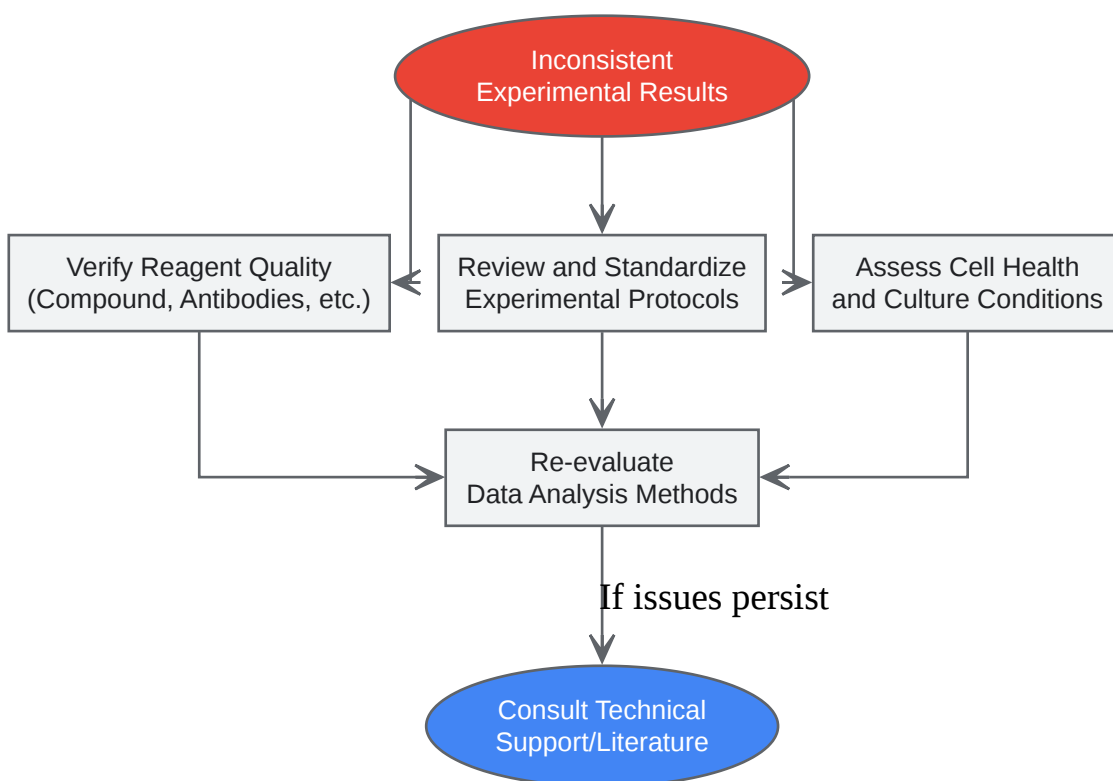 Inconsistent
Experimental Results
Verify Reagent Quality
(Compound, Antibodies, etc.)
Review and Standardize
Experimental Protocols
Assess Cell Health
and Culture Conditions
Re-evaluate
Data Analysis Methods
If issues persist
Consult Technical
Support/Literature